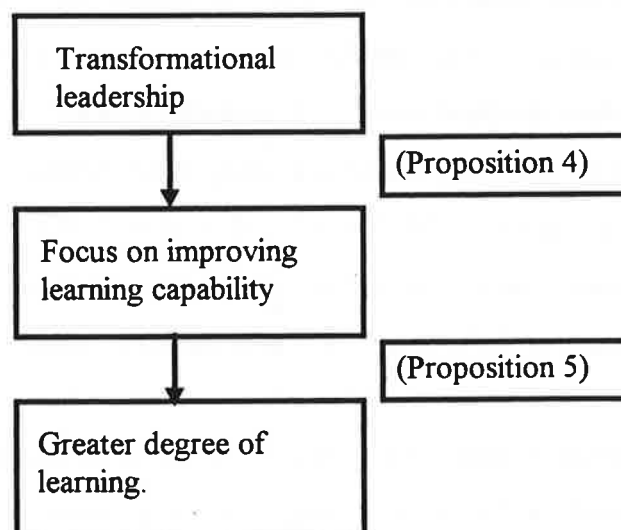 Transformational
leadership
(Proposition 4)
Focus on improving
learning capability
(Proposition 5)
Greater degree of
learning.